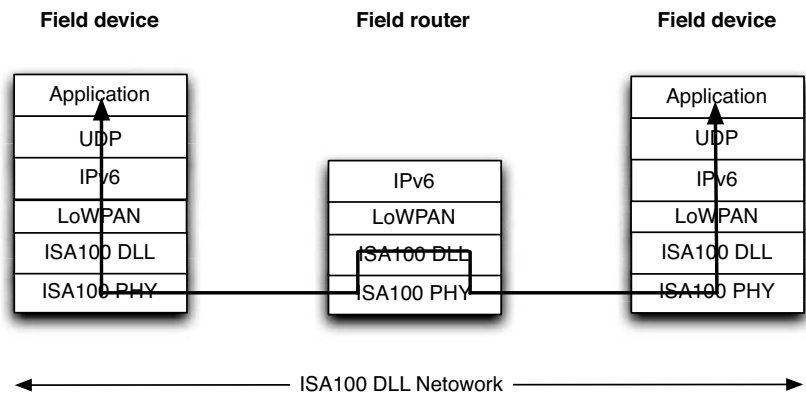 Field device
Field router
Field device
Application
UDP
IPv6
LoWPAN
ISA100 DLL
ISA100 PHY
IPv6
LoWPAN
ISA100 DLL
ISA100 PHY
Application
UDP
IPv6
LoWPAN
ISA100 DLL
ISA100 PHY
ISA100 DLL Netowork